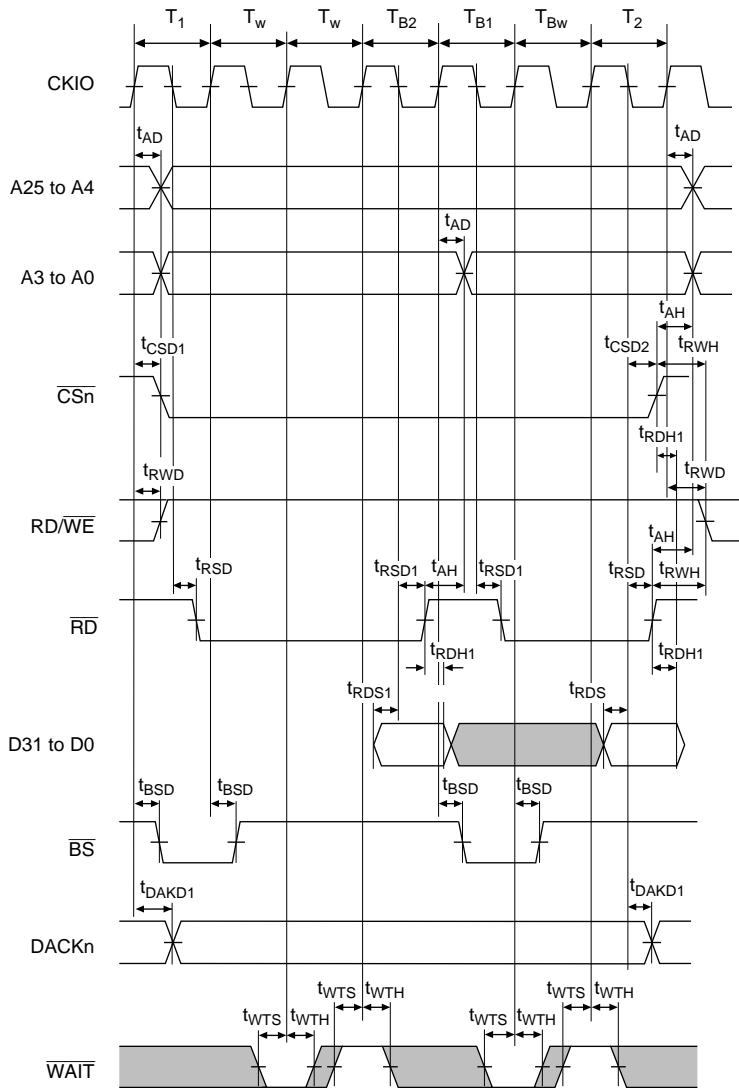 T1 Tw Tw TB2 TB1 TBw T2
CKIO
tAD tAD
A25 to A4
tAD
A3 to A0
tAH
tCSD1 tCSD2 tRWH
CSn
tRDH1
tRWD tRWD
RD/WE
tAH
tRSD tRSD1 tAH tRSD1 tRSD tRWH
RD
tRDH1 tRDH1
tRDS1 tRDS
D31 to D0
tBSD tBSD tBSD tBSD
BS
tDAKD1 tDAKD1
DACKn
tWTS tWTH tWTS tWTH
tWTS tWTH tWTS tWTH
WAIT